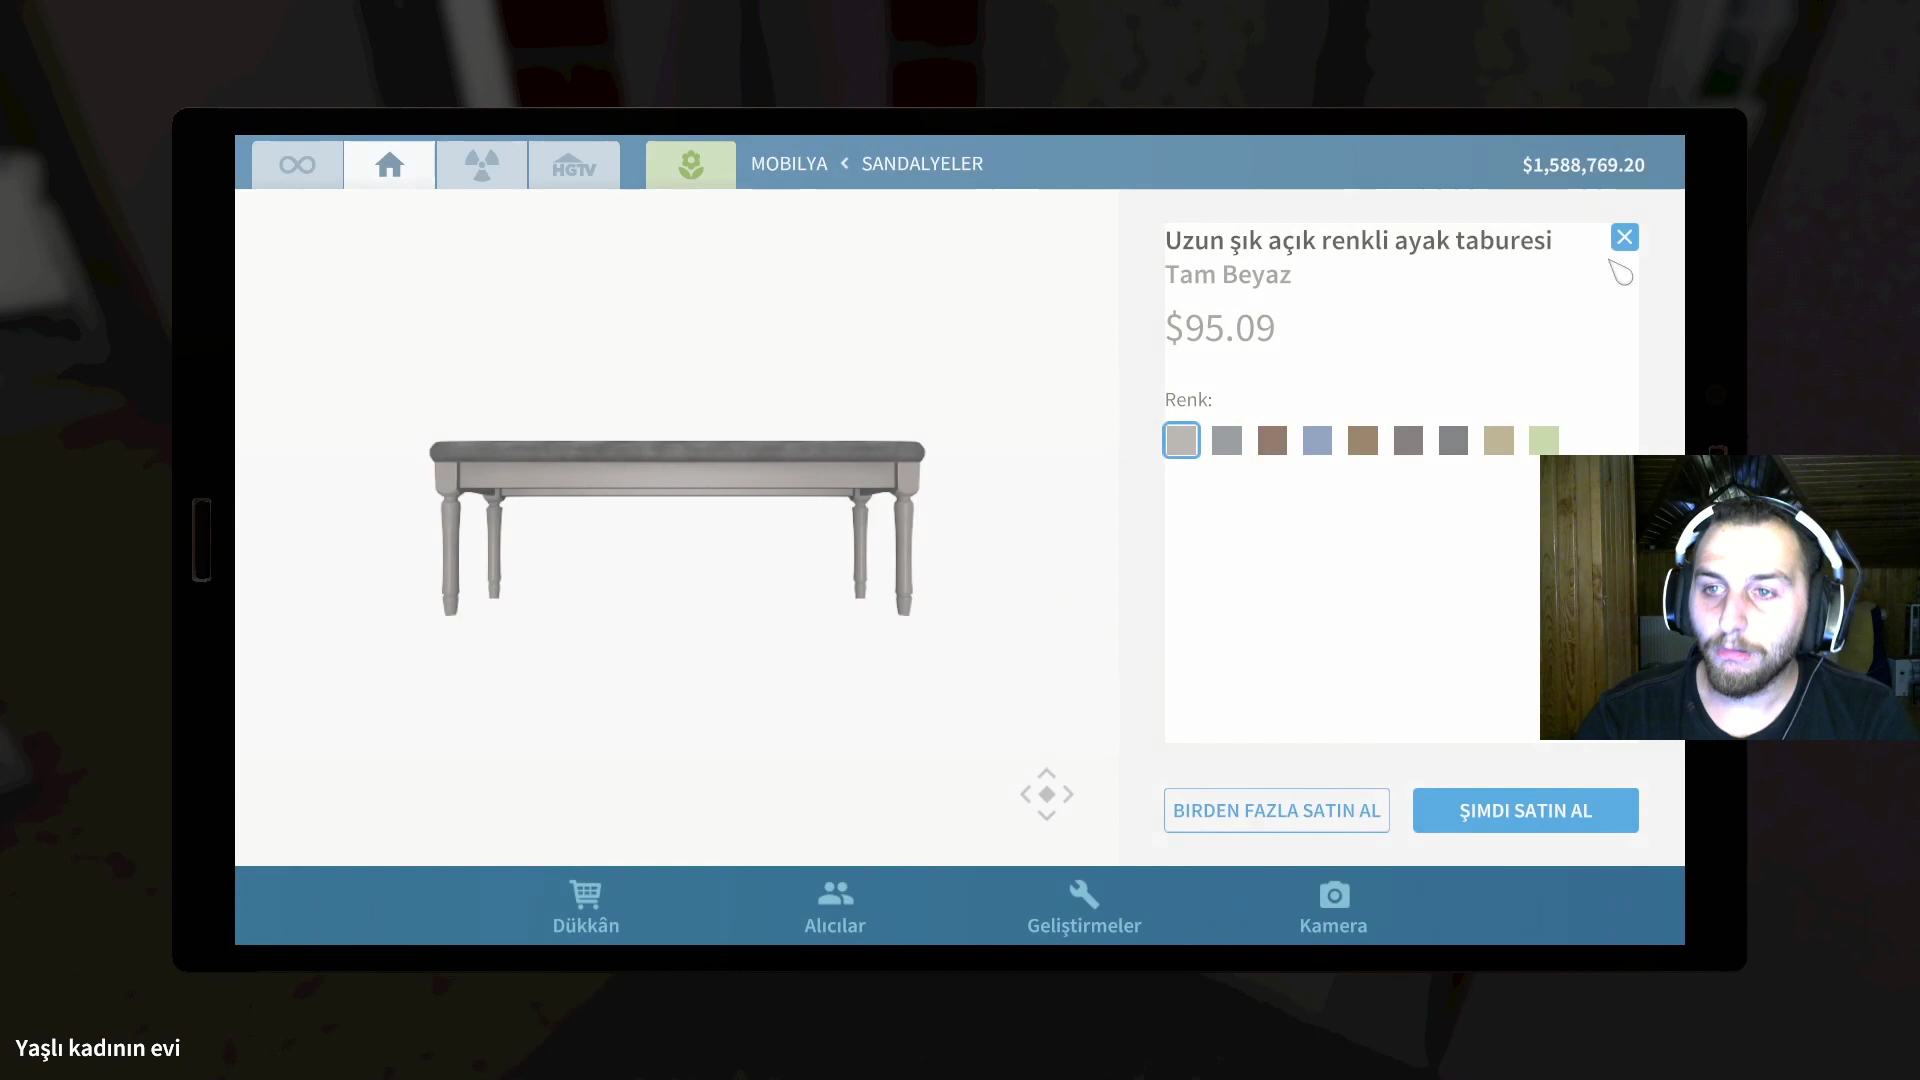 HGTV
MOBILYA < SANDALYELER
$1,588,769.20
Uzun şık açık renkli ayak taburesi
Tam Beyaz
$95.09
Renk:
BIRDEN FAZLA SATIN AL
ŞIMDI SATIN AL
Dükkân
Alıcılar
Geliştirmeler
Kamera
Yaşlı kadının evi